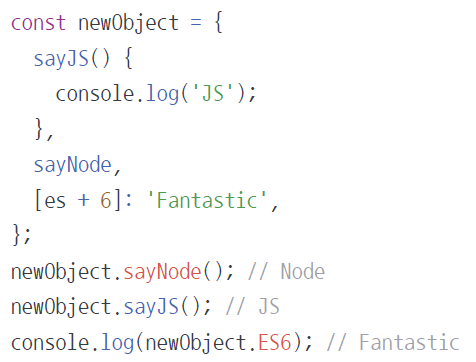 const newObject = {
  sayJS() {
    console.log('JS');
  },
  sayNode,
  [es + 6]: 'Fantastic',
};
newObject.sayNode(); // Node
newObject.sayJS(); // JS
console.log(newObject.ES6); // Fantastic